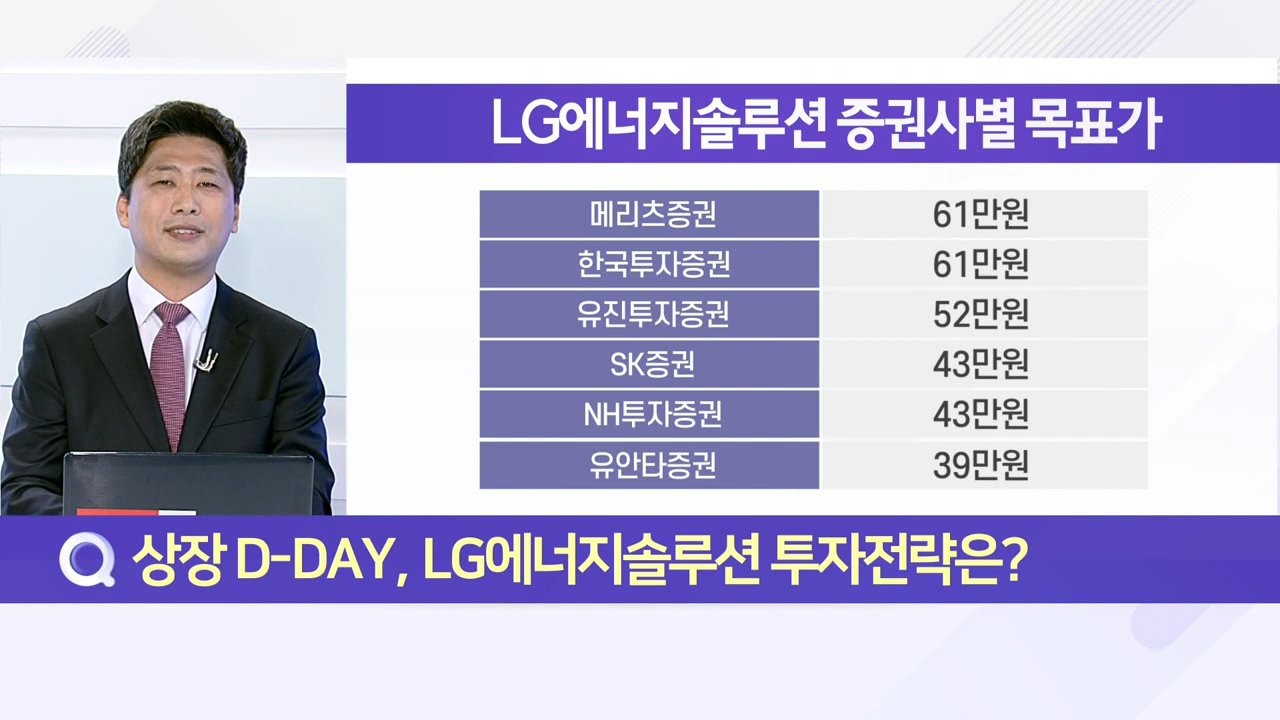 LG에너지솔루션 증권사별 목표가
메리츠증권 61만원
한국투자증권 61만원
유진투자증권 52만원
SK증권 43만원
NH투자증권 43만원
유안타증권 39만원
상장 D-DAY, LG에너지솔루션 투자전략은?